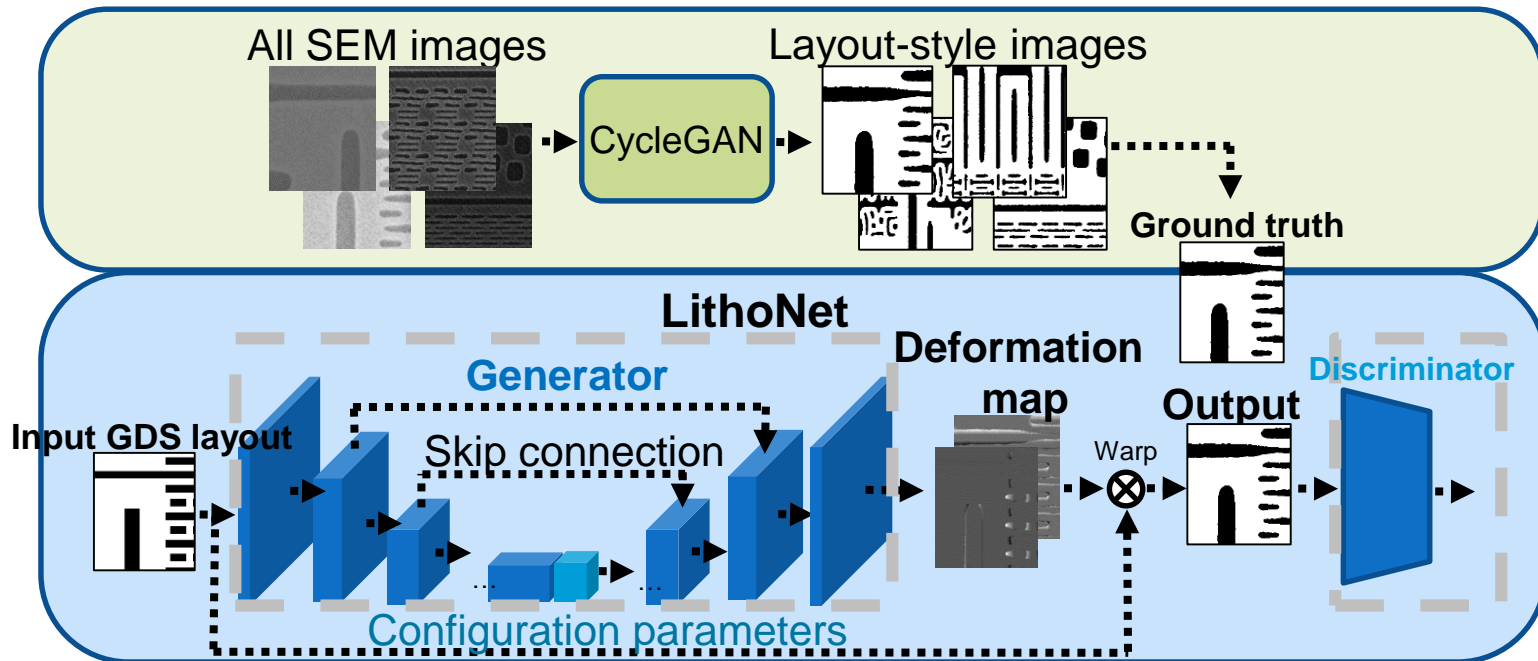 All SEM images
Layout-style images
CycleGAN
Ground truth
LithoNet
Deformation
map
Generator
Discriminator
Input GDS layout
Skip connection
Warp
Output
...
...
Configuration parameters